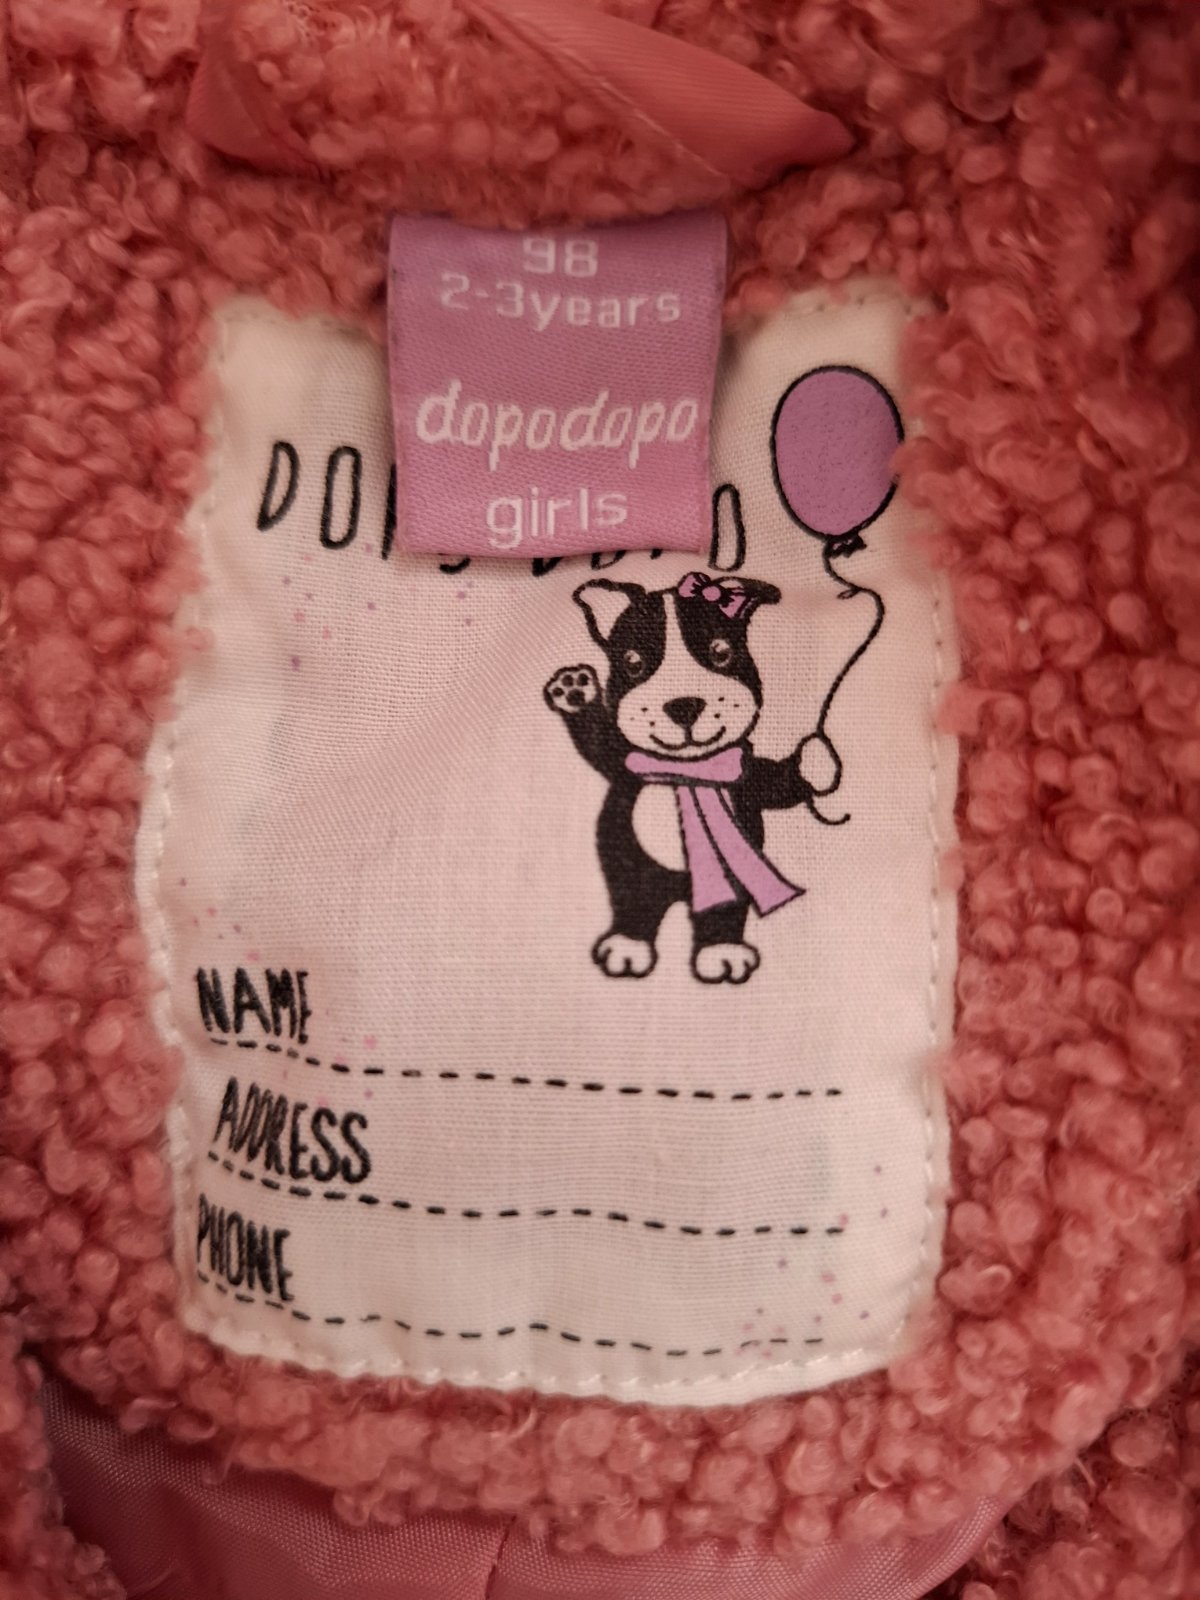 98
2-3years
dopodopo
girls
NAME
ADDRESS
PHONE